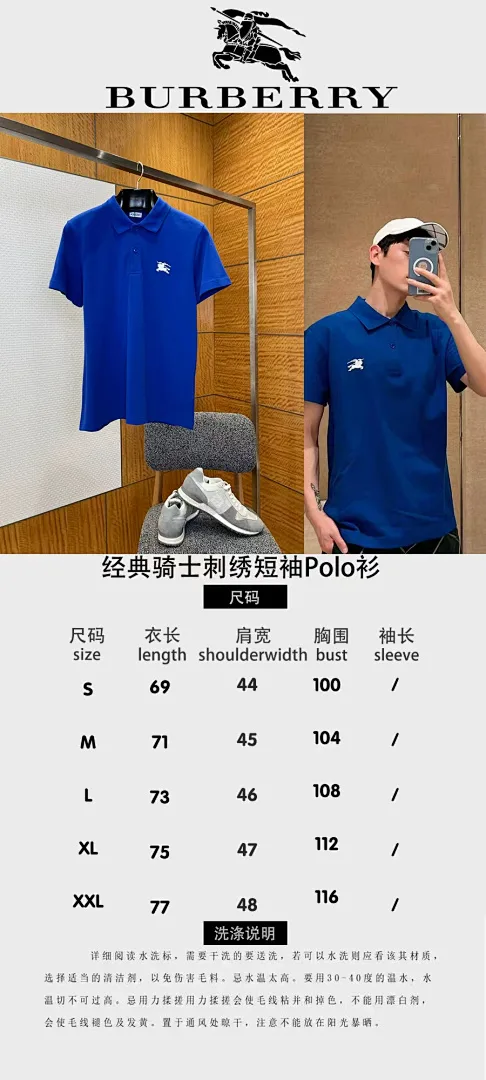 BURBERRY
经典骑士刺绣短袖Polo衫
尺码
尺码 衣长 肩宽 胸围 袖长
size length shoulderwidth bust sleeve
S 69 44 100 /
M 71 45 104 /
L 73 46 108 /
XL 75 47 112 /
XXL 77 48 116 /
洗涤说明
详细阅读水洗标，需要干洗的要送洗，若可以水洗则应看该其材质，
选择适当的清洁剂，以免伤害毛料。忌水温太高。要用30-40度的温水，水
温切不可过高。忌用力揉搓用力揉搓会使毛线粘并和掉色，不能用漂白剂，
会使毛线褪色及发黄。置于通风处晾干，注意不能放在阳光暴晒。